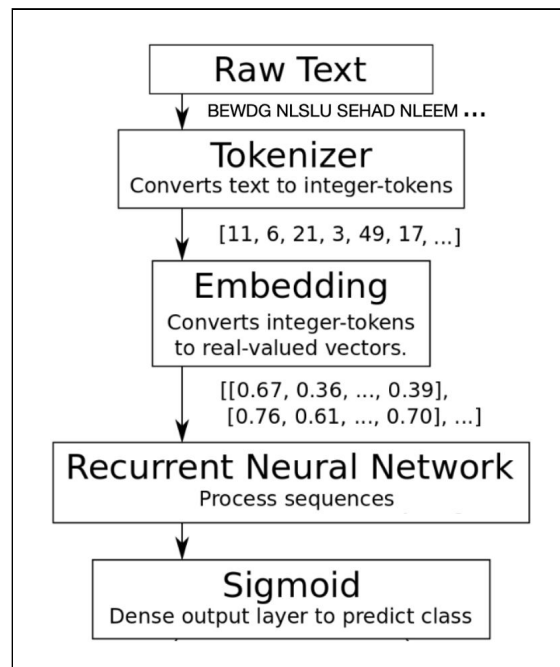 Raw Text
BEWDG NLSLU SEHAD NLEEM ...
Tokenizer
Converts text to integer-tokens
[11, 6, 21, 3, 49, 17, ...]
Embedding
Converts integer-tokens
to real-valued vectors.
[[0.67, 0.36, ..., 0.39],
[0.76, 0.61, ..., 0.70], ...]
Recurrent Neural Network
Process sequences
Sigmoid
Dense output layer to predict class